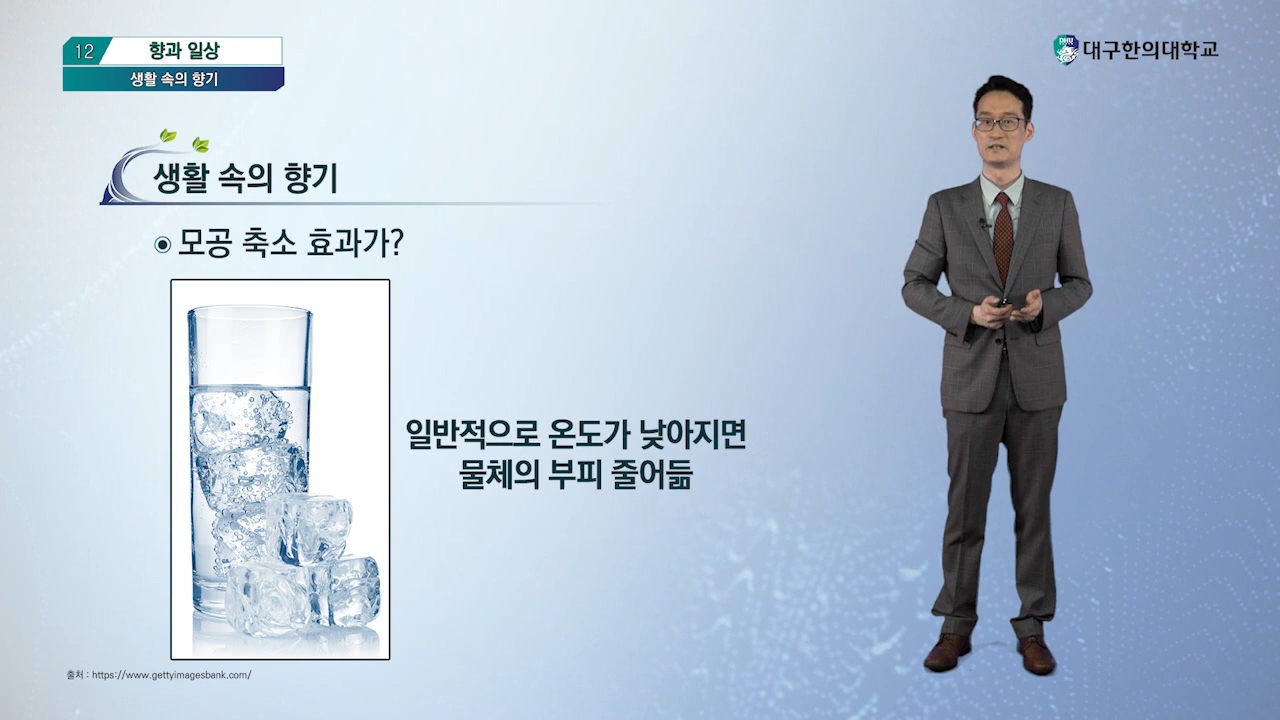 12
향과 일상
생활 속의 향기
대구한의대학교
생활 속의 향기
◉ 모공 축소 효과가?
일반적으로 온도가 낮아지면
물체의 부피 줄어듦
출처 : https://www.gettyimagesbank.com/